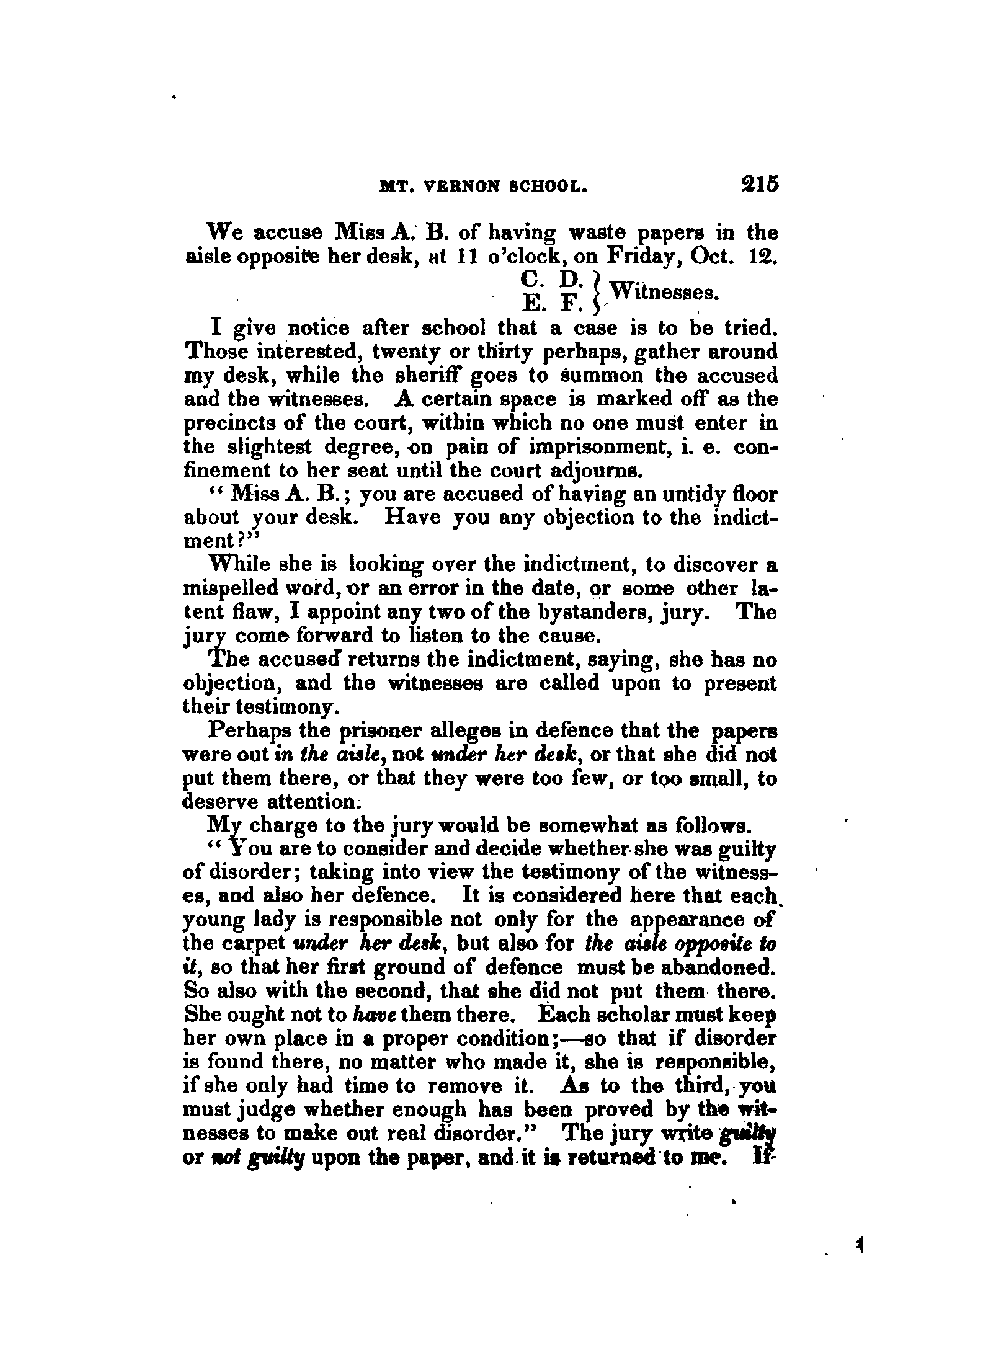 MT. VERNON SCHOOL. 215
We accuse Miss A. B. of having waste papers in the
aisle opposite her desk, at 11 o'clock, on Friday, Oct. 12.
C. D. } Witnesses.
E. F. }
I give notice after school that a case is to be tried.
Those interested, twenty or thirty perhaps, gather around
my desk, while the sheriff goes to summon the accused
and the witnesses. A certain space is marked off as the
precincts of the court, within which no one must enter in
the slightest degree, on pain of imprisonment, i. e. con-
finement to her seat until the court adjourns.
"Miss A. B.; you are accused of having an untidy floor
about your desk. Have you any objection to the indict-
ment?"
While she is looking over the indictment, to discover a
mispelled word, or an error in the date, or some other la-
tent flaw, I appoint any two of the bystanders, jury. The
jury come forward to listen to the cause.
The accused returns the indictment, saying, she has no
objection, and the witnesses are called upon to present
their testimony.
Perhaps the prisoner alleges in defence that the papers
were out in the aisle, not under her desk, or that she did not
put them there, or that they were too few, or too small, to
deserve attention.
My charge to the jury would be somewhat as follows.
"You are to consider and decide whether she was guilty
of disorder; taking into view the testimony of the witness-
es, and also her defence. It is considered here that each
young lady is responsible not only for the appearance of
the carpet under her desk, but also for the aisle opposite to
it, so that her first ground of defence must be abandoned.
So also with the second, that she did not put them there.
She ought not to have them there. Each scholar must keep
her own place in a proper condition;—so that if disorder
is found there, no matter who made it, she is responsible,
if she only had time to remove it. As to the third, you
must judge whether enough has been proved by the wit-
nesses to make out real disorder." The jury write guilty
or not guilty upon the paper, and it is returned to me. If